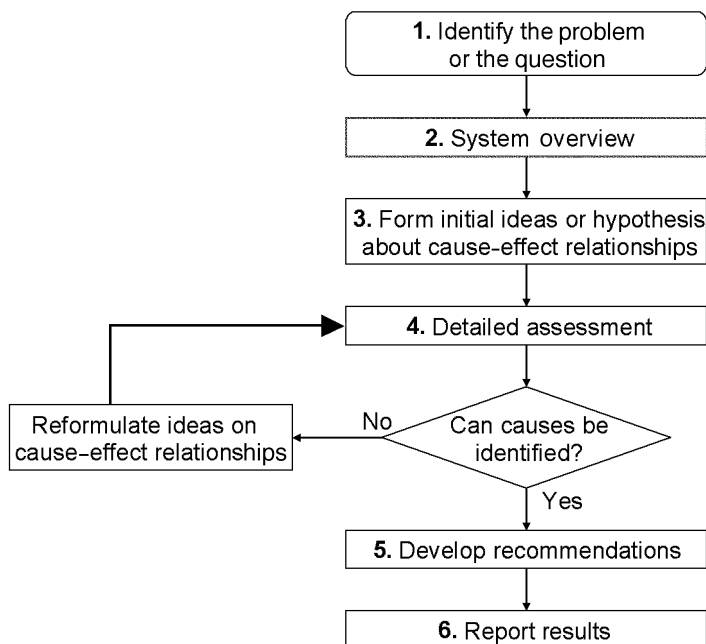 1. Identify the problem
or the question
2. System overview
3. Form initial ideas or hypothesis
about cause-effect relationships
4. Detailed assessment
Reformulate ideas on
cause-effect relationships
No
Can causes be
identified?
Yes
5. Develop recommendations
6. Report results